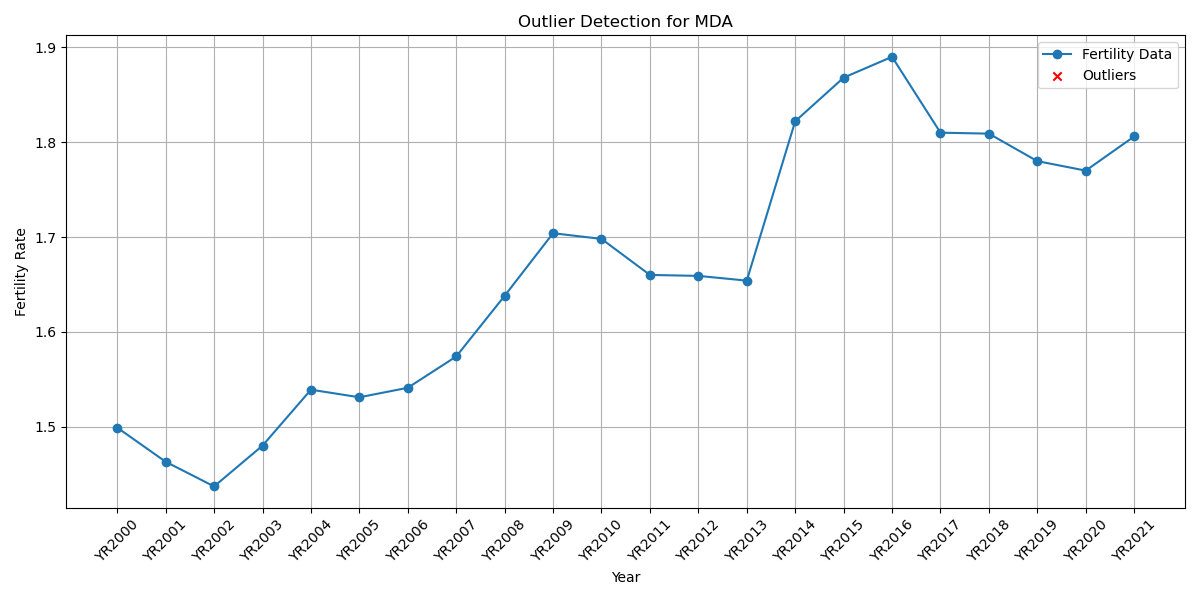 Outlier Detection for MDA
Fertility Data
Outliers
Fertility Rate
1.9
1.8
1.7
1.6
1.5
YR2000
YR2001
YR2002
YR2003
YR2004
YR2005
YR2006
YR2007
YR2008
YR2009
YR2010
YR2011
YR2012
YR2013
YR2014
YR2015
YR2016
YR2017
YR2018
YR2019
YR2020
YR2021
Year